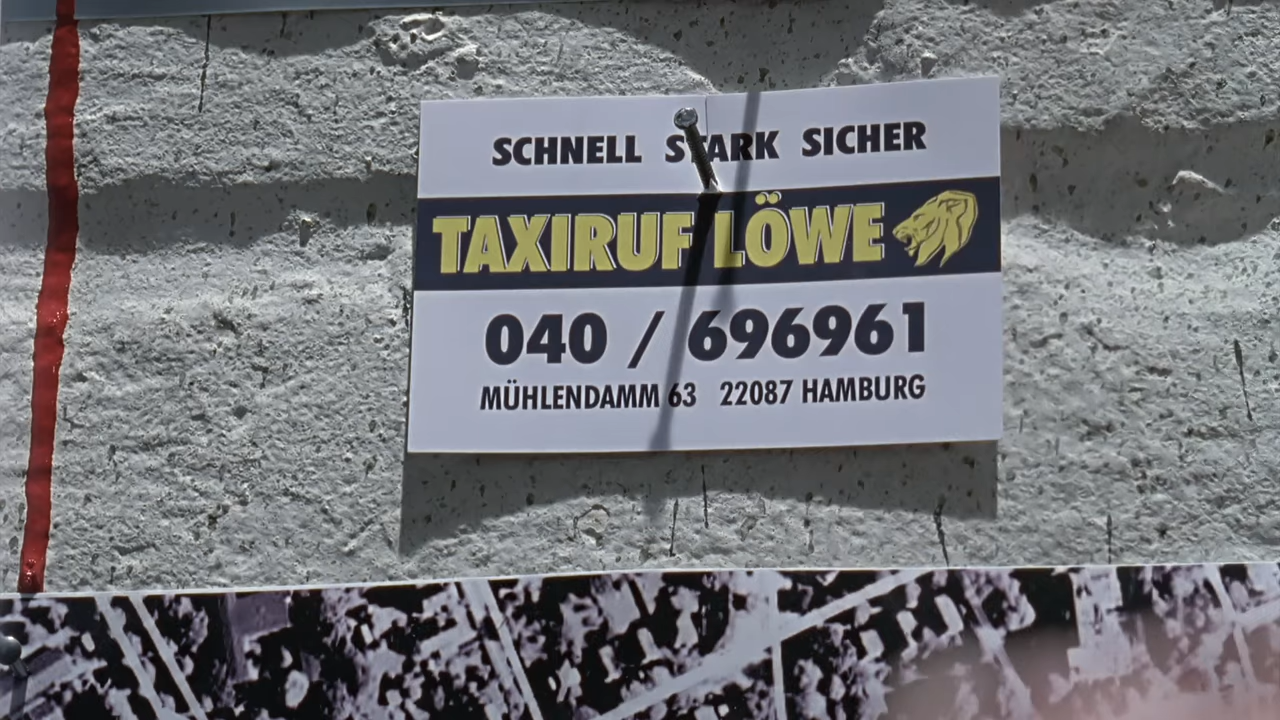 SCHNELL STARK SICHER
TAXIRUF LÖWE
040 / 696961
MÜHLENDAMM 63 22087 HAMBURG